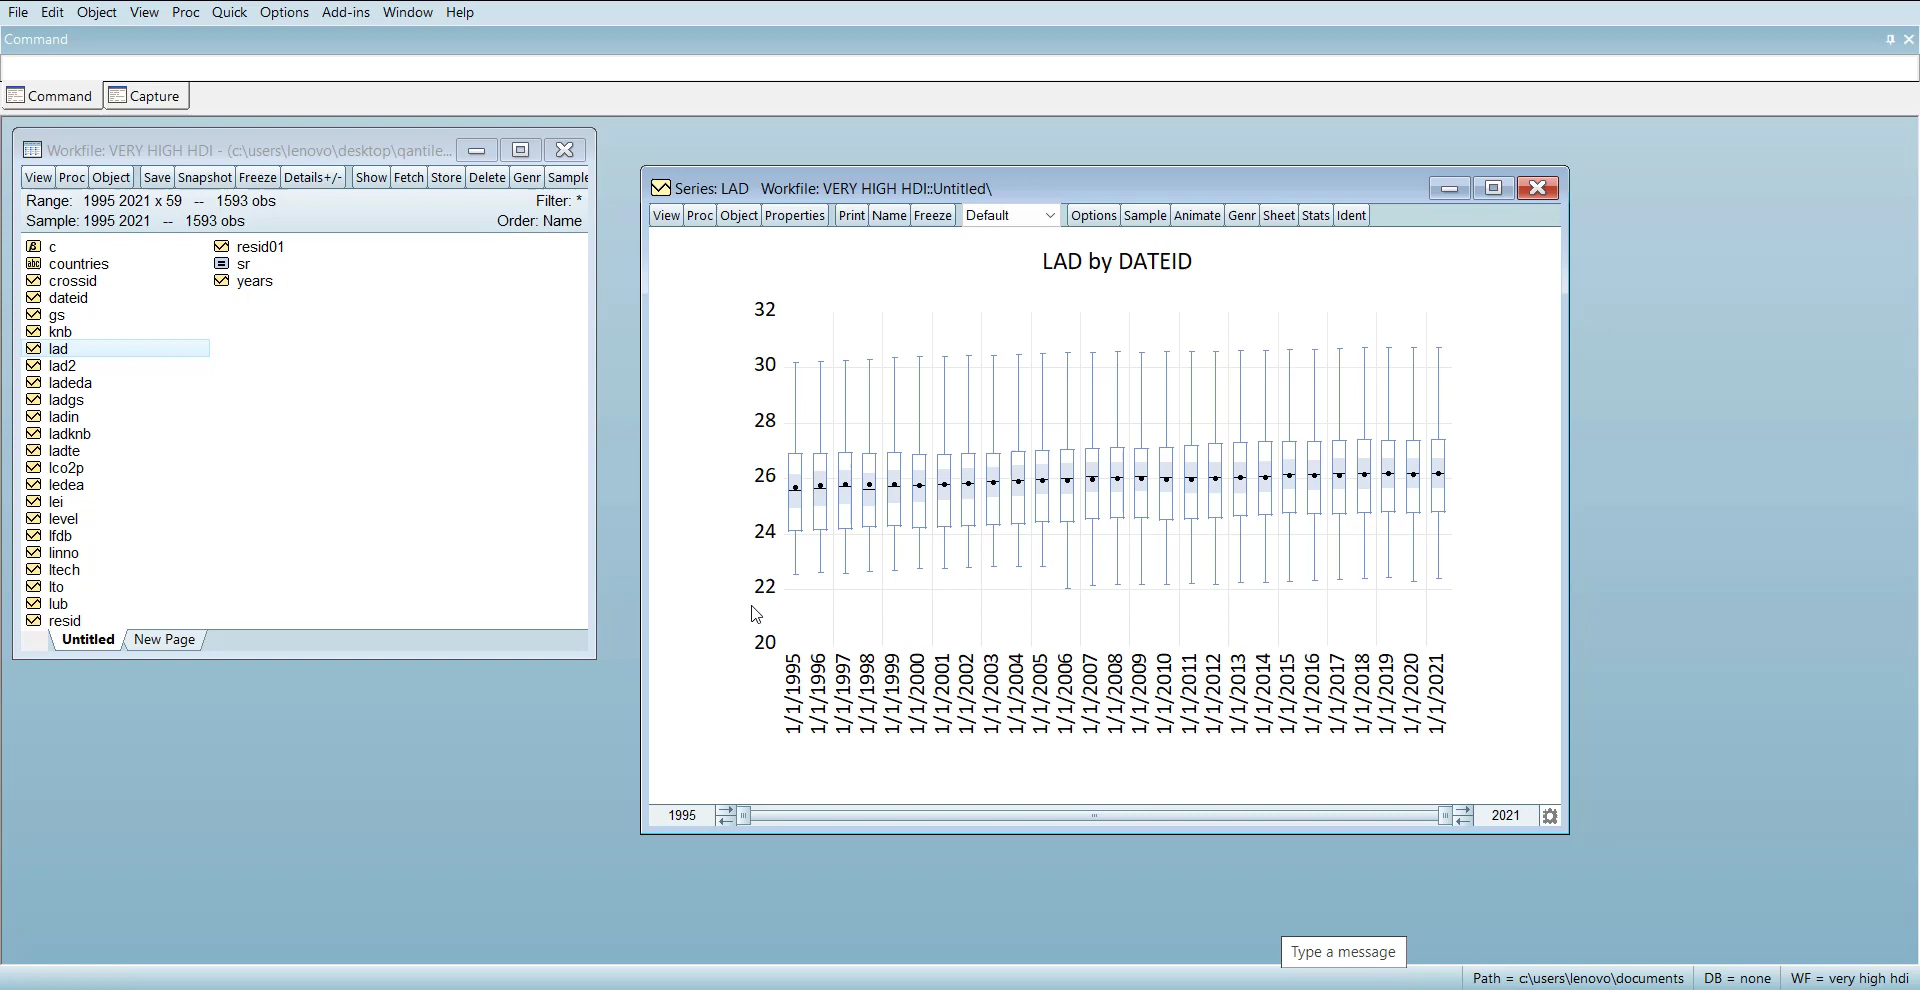 File Edit Object View Proc Quick Options Add-ins Window Help
Command
Command Capture
Workfile: VERY HIGH HDI - (c:\users\lenovo\desktop\qantile...
View Proc Object Save Snapshot Freeze Details+/- Show Fetch Store Delete Genr Sample
Range: 1995 2021 x 59 -- 1593 obs Filter: *
Sample: 1995 2021 -- 1593 obs Order: Name
c
countries
crossid
dateid
gs
knb
lad
lad2
ladeda
ladgs
ladin
ladknb
ladte
lco2p
ledea
lei
level
lfdb
linno
ltech
lto
lub
resid
resid01
sr
years
Untitled New Page
Series: LAD Workfile: VERY HIGH HDI::Untitled\
View Proc Object Properties Print Name Freeze Default Options Sample Animate Genr Sheet Stats Ident
LAD by DATEID
32
30
28
26
24
22
20
1/1/1995
1/1/1996
1/1/1997
1/1/1998
1/1/1999
1/1/2000
1/1/2001
1/1/2002
1/1/2003
1/1/2004
1/1/2005
1/1/2006
1/1/2007
1/1/2008
1/1/2009
1/1/2010
1/1/2011
1/1/2012
1/1/2013
1/1/2014
1/1/2015
1/1/2016
1/1/2017
1/1/2018
1/1/2019
1/1/2020
1/1/2021
1995 2021
Type a message
Path = c:\users\lenovo\documents DB = none WF = very high hdi